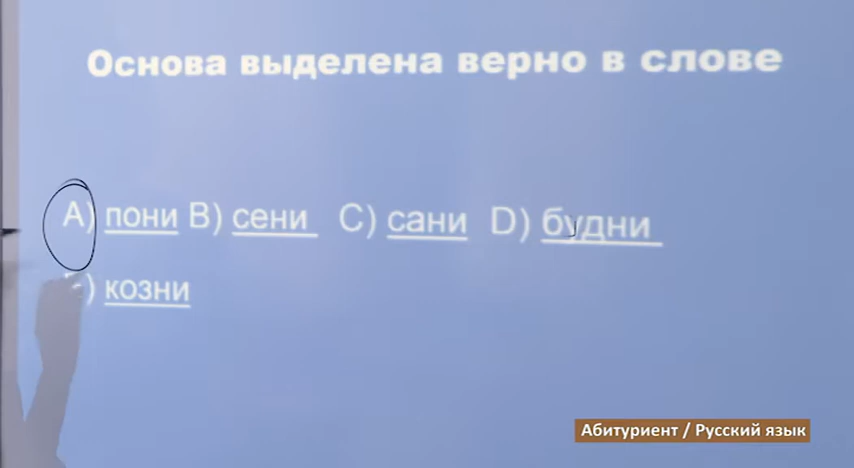 Основа выделена верно в слове
A) пони B) сени C) сани D) будни
) козни
Абитуриент / Русский язык